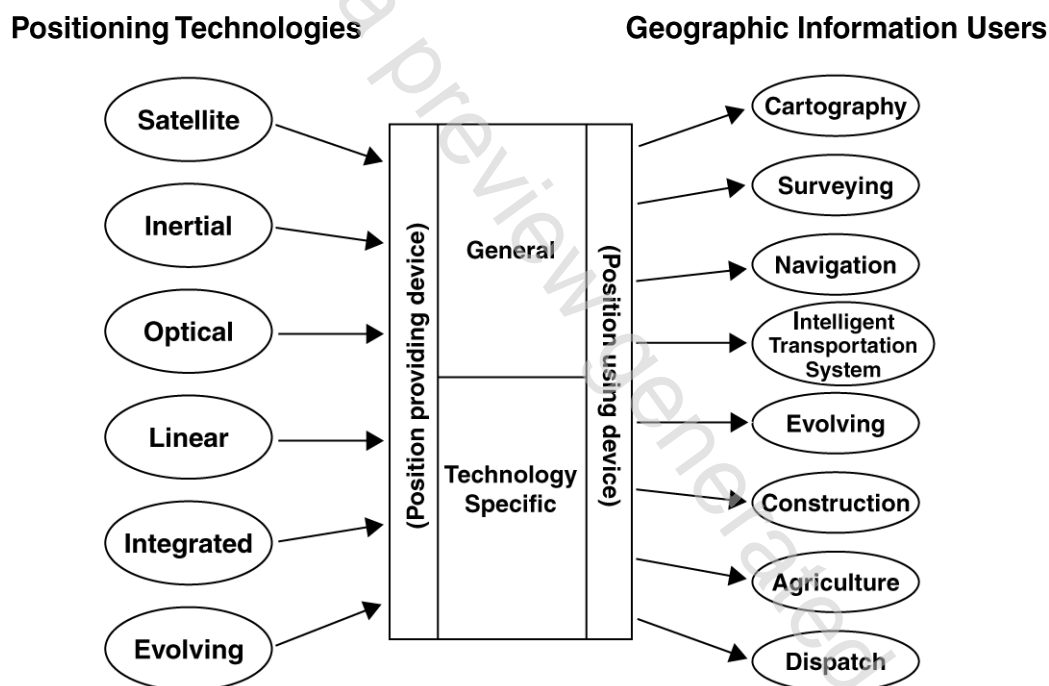 Positioning Technologies
Geographic Information Users
Satellite
Inertial
Optical
Linear
Integrated
Evolving
(Position providing device)
General
Technology
Specific
(Position using device)
Cartography
Surveying
Navigation
Intelligent
Transportation
System
Evolving
Construction
Agriculture
Dispatch
a preview generated